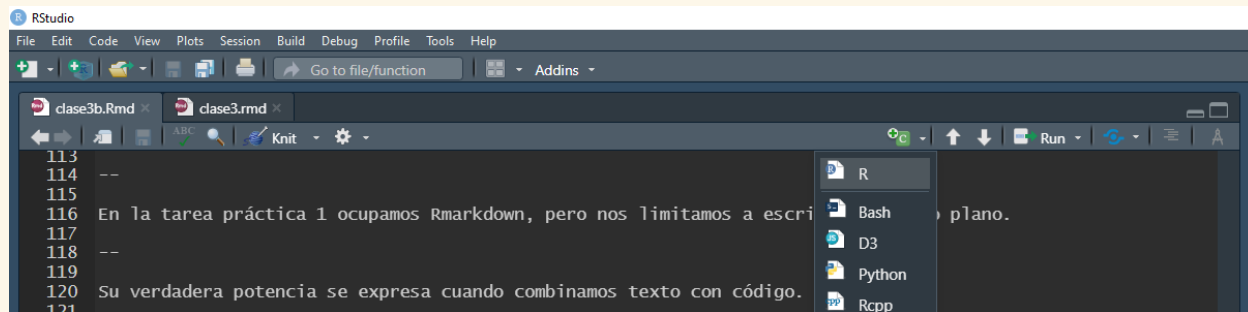 RStudio
File Edit Code View Plots Session Build Debug Profile Tools Help
Go to file/function Addins
clase3b.Rmd clase3.rmd
ABC Knit C Run A
113
114 --
115
116 En la tarea práctica 1 ocupamos Rmarkdown, pero nos limitamos a escri plano.
117
118 --
119
120 Su verdadera potencia se expresa cuando combinamos texto con código.
121
R
Bash
D3
Python
Rcpp